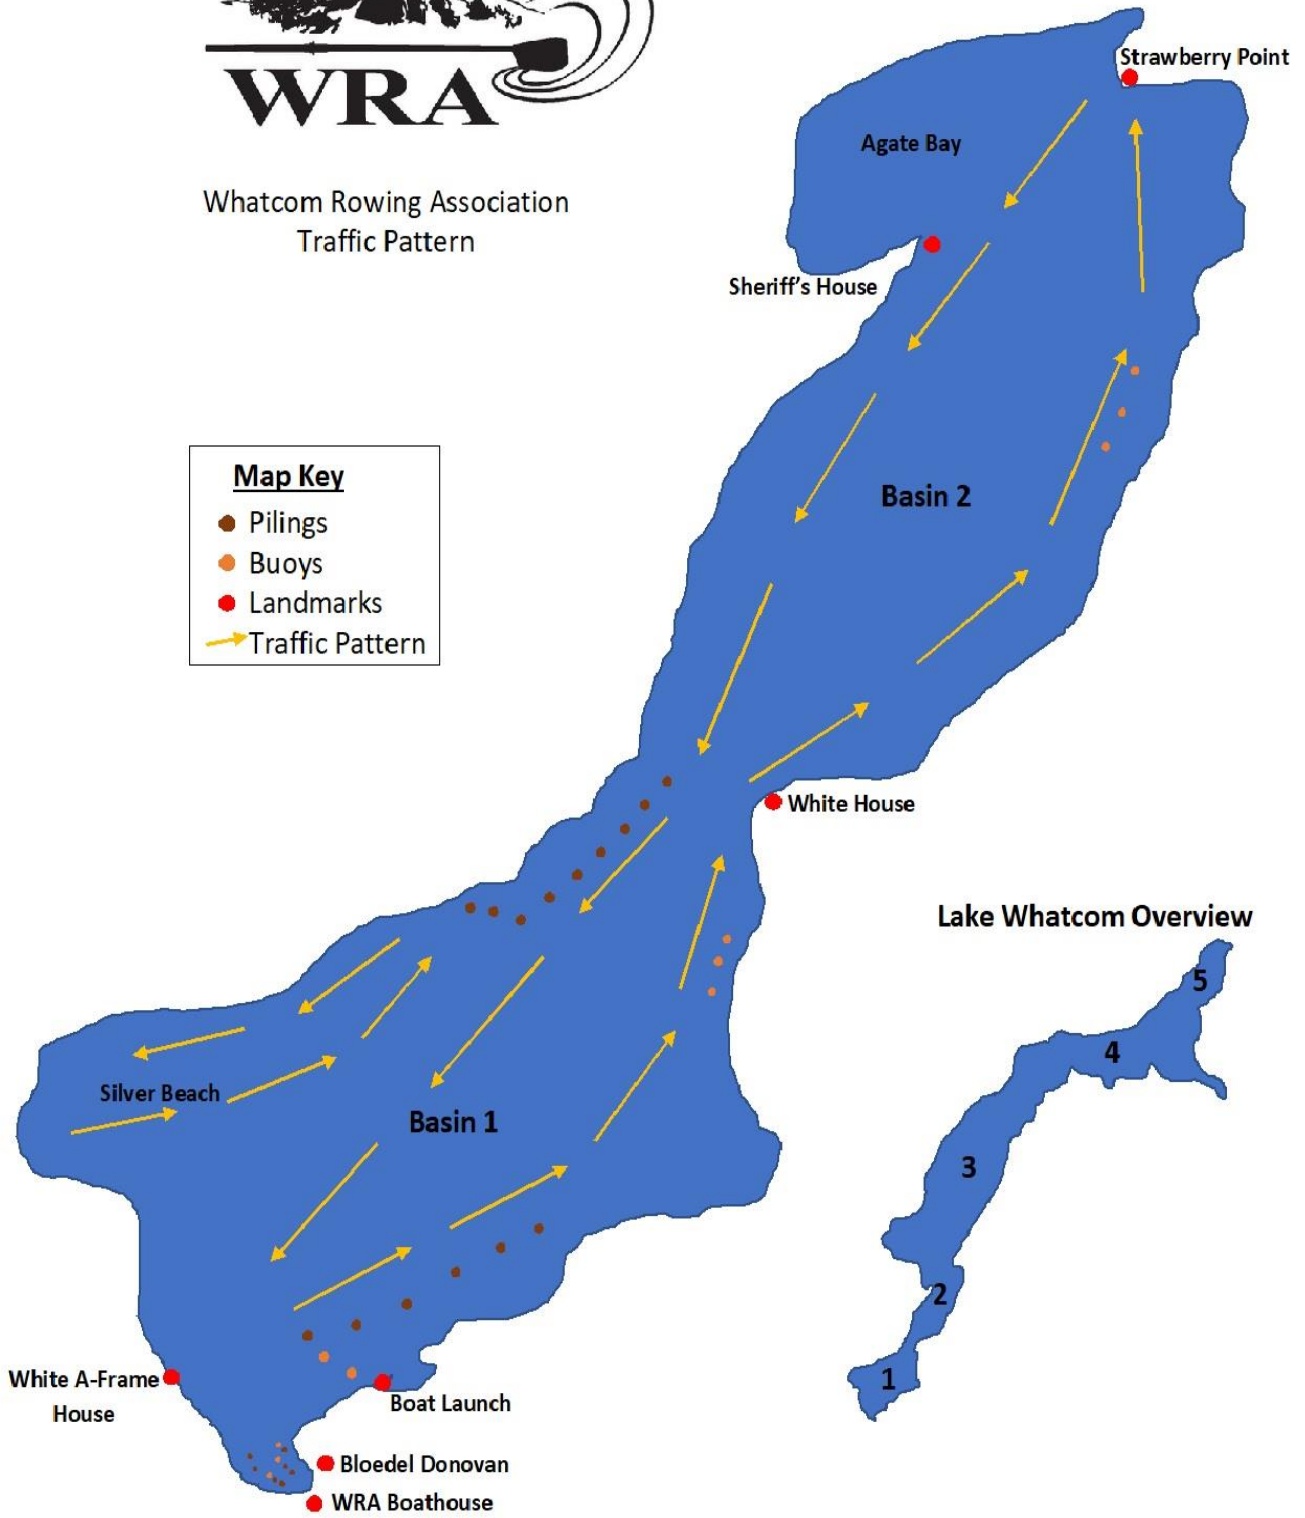 WRA
Whatcom Rowing Association
Traffic Pattern
Strawberry Point
Agate Bay
Sheriff's House
Map Key
Pilings
Buoys
Landmarks
Traffic Pattern
Basin 2
White House
Lake Whatcom Overview
5
4
3
2
1
Silver Beach
Basin 1
White A-Frame
House
Boat Launch
Bloedel Donovan
WRA Boathouse